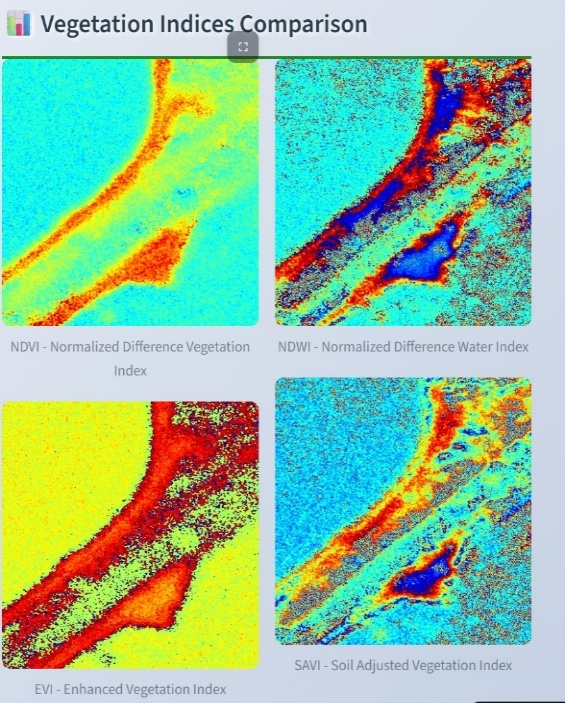 Vegetation Indices Comparison
NDVI - Normalized Difference Vegetation
Index
NDWI - Normalized Difference Water Index
EVI - Enhanced Vegetation Index
SAVI - Soil Adjusted Vegetation Index